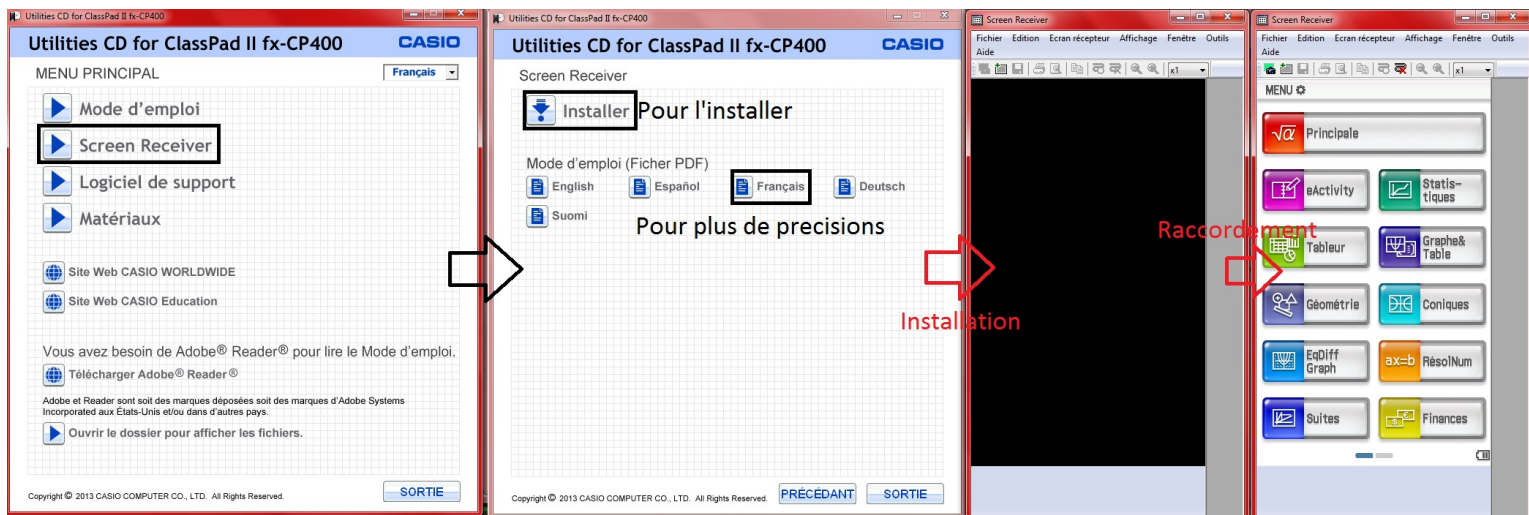 Utilities CD for ClassPad II fx-CP400
Utilities CD for ClassPad II fx-CP400 CASIO
MENU PRINCIPAL Français
Mode d'emploi
Screen Receiver
Logiciel de support
Matériaux
Site Web CASIO WORLDWIDE
Site Web CASIO Education
Vous avez besoin de Adobe® Reader® pour lire le Mode d'emploi.
Télécharger Adobe® Reader®
Adobe et Reader sont soit des marques déposées soit des marques d'Adobe Systems
Incorporated aux États-Unis et/ou dans d'autres pays.
Ouvrir le dossier pour afficher les fichiers.
Copyright © 2013 CASIO COMPUTER CO., LTD. All Rights Reserved. SORTIE
Utilities CD for ClassPad II fx-CP400
Utilities CD for ClassPad II fx-CP400 CASIO
Screen Receiver
Installer Pour l'installer
Mode d'emploi (Ficher PDF)
English Español Français Deutsch
Suomi
Pour plus de precisions
Copyright © 2013 CASIO COMPUTER CO., LTD. All Rights Reserved. PRÉCÉDANT SORTIE
Installation
Screen Receiver
Fichier Edition Ecran récepteur Affichage Fenêtre Outils
Aide
x1
Raccordement
Screen Receiver
Fichier Edition Ecran récepteur Affichage Fenêtre Outils
Aide
x1
MENU
√α Principale
eActivity Statis-
tiques
Tableur Graphe&
Table
Géométrie Coniques
EqDiff
Graph ax=b RésolNum
Suites Finances